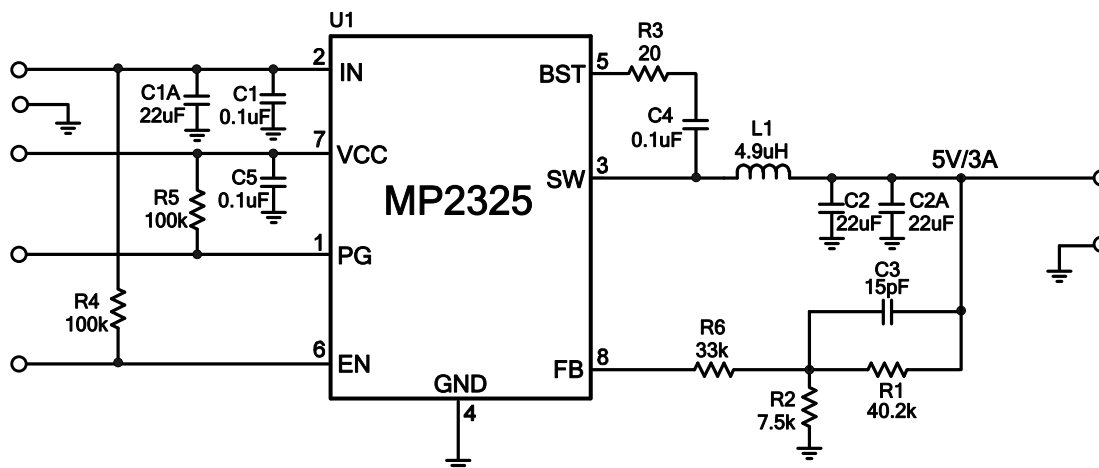 U1
2
IN
C1A
22uF
C1
0.1uF
7
VCC
R5
100k
C5
0.1uF
1
PG
R4
100k
6
EN
MP2325
GND
4
BST
5
R3
20
C4
0.1uF
SW
3
L1
4.9uH
5V/3A
C2
22uF
C2A
22uF
C3
15pF
FB
8
R6
33k
R2
7.5k
R1
40.2k